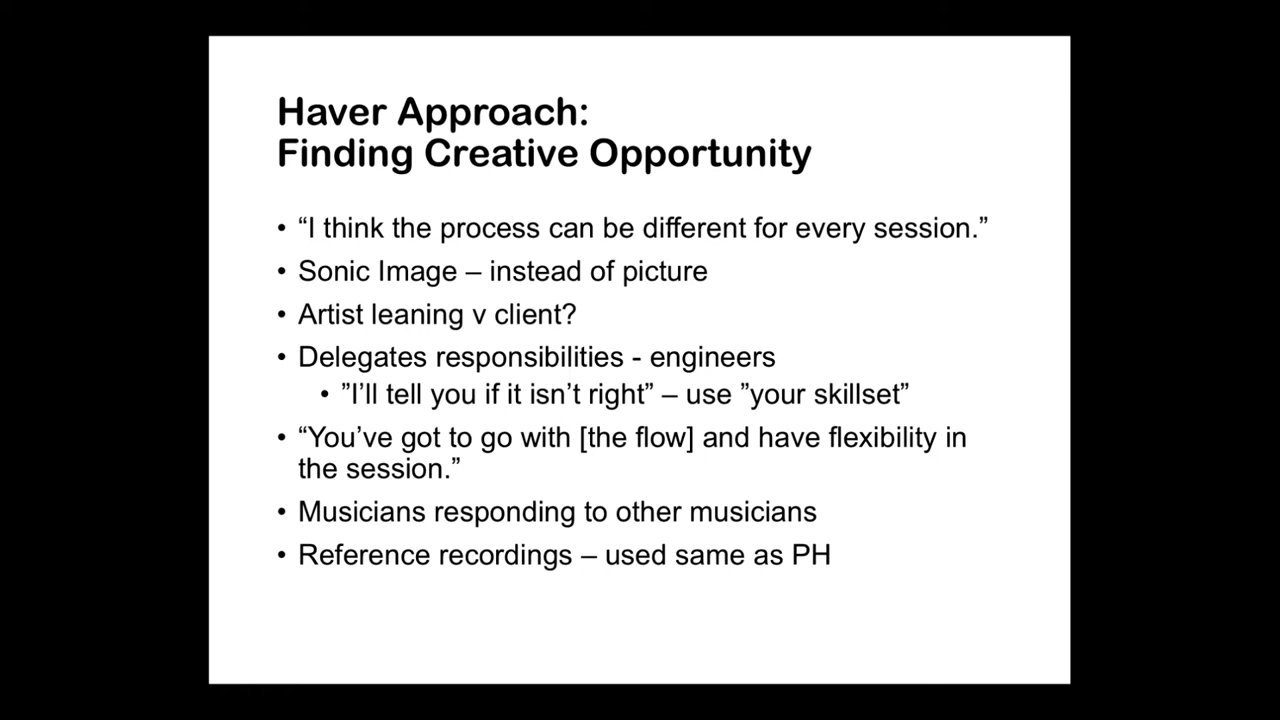 Haver Approach:
Finding Creative Opportunity
• “I think the process can be different for every session.”
• Sonic Image – instead of picture
• Artist leaning v client?
• Delegates responsibilities - engineers
• ”I’ll tell you if it isn’t right” – use ”your skillset”
• “You’ve got to go with [the flow] and have flexibility in
the session.”
• Musicians responding to other musicians
• Reference recordings – used same as PH